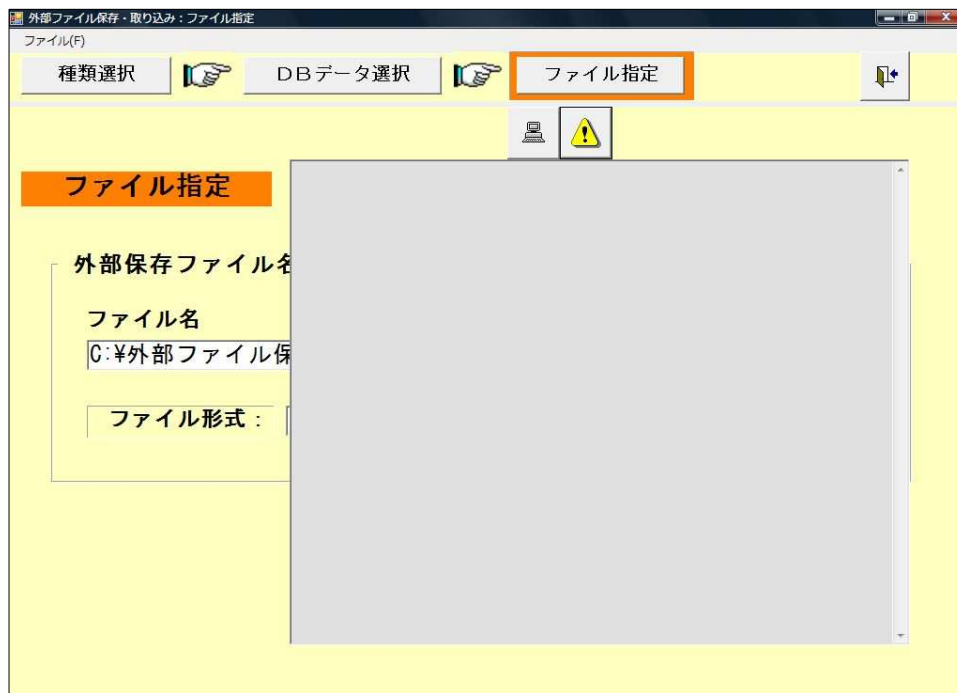 外部ファイル保存・取り込み：ファイル指定
ファイル(F)
種類選択
ＤＢデータ選択
ファイル指定
ファイル指定
外部保存ファイル名
ファイル名
C:¥外部ファイル保
ファイル形式：